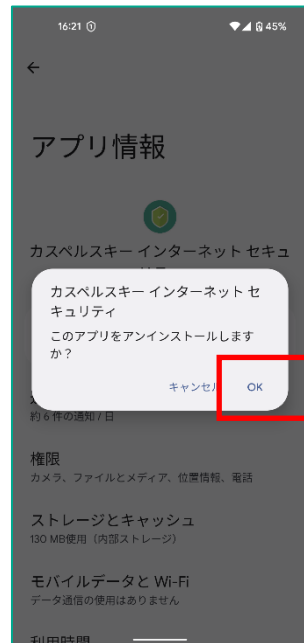 16:21
45%
アプリ情報
カスペルスキー インターネット セキュ
カスペルスキー インターネット セ
キュリティ
このアプリをアンインストールします
か？
キャンセル
OK
約 6 件の通知 / 日
権限
カメラ、ファイルとメディア、位置情報、電話
ストレージとキャッシュ
130 MB使用（内部ストレージ）
モバイルデータと Wi-Fi
データ通信の使用はありません
利用時間